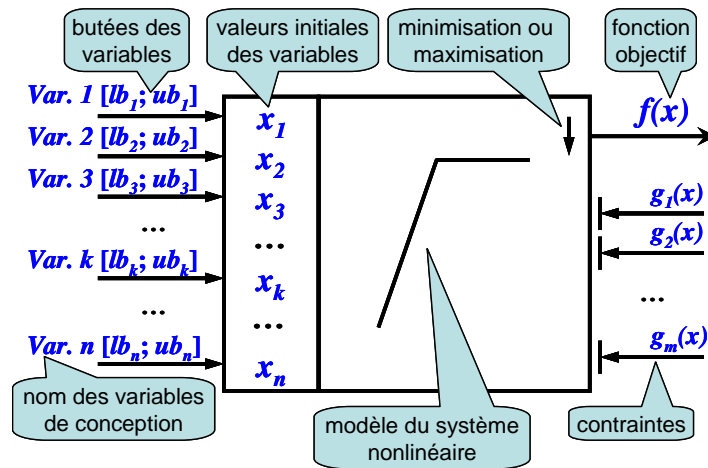 butées des
variables
valeurs initiales
des variables
minimisation ou
maximisation
fonction
objectif
Var. 1 [lb₁; ub₁]
x₁
f(x)
Var. 2 [lb₂; ub₂]
x₂
Var. 3 [lb₃; ub₃]
x₃
g₁(x)
g₂(x)
...
...
...
Var. k [lbₖ; ubₖ]
xₖ
...
...
Var. n [lbₙ; ubₙ]
xₙ
gₘ(x)
nom des variables
de conception
modèle du système
nonlinéaire
contraintes